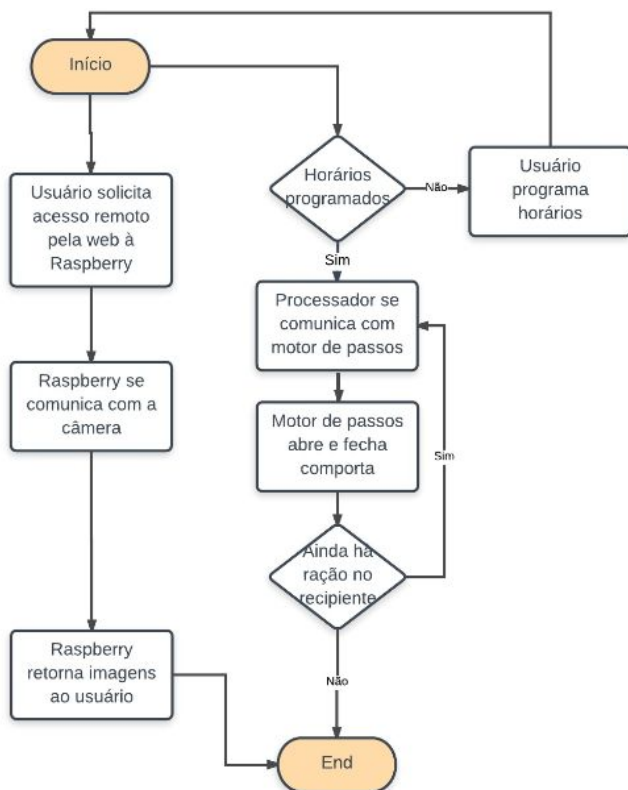 Início
Usuário solicita
acesso remoto
pela web à
Raspberry
Raspberry se
comunica com a
câmera
Raspberry
retorna imagens
ao usuário
Horários
programados
Não
Usuário
programa
horários
Sim
Processador se
comunica com
motor de passos
Motor de passos
abre e fecha
comporta
Sim
Ainda há
ração no
recipiente
Não
End